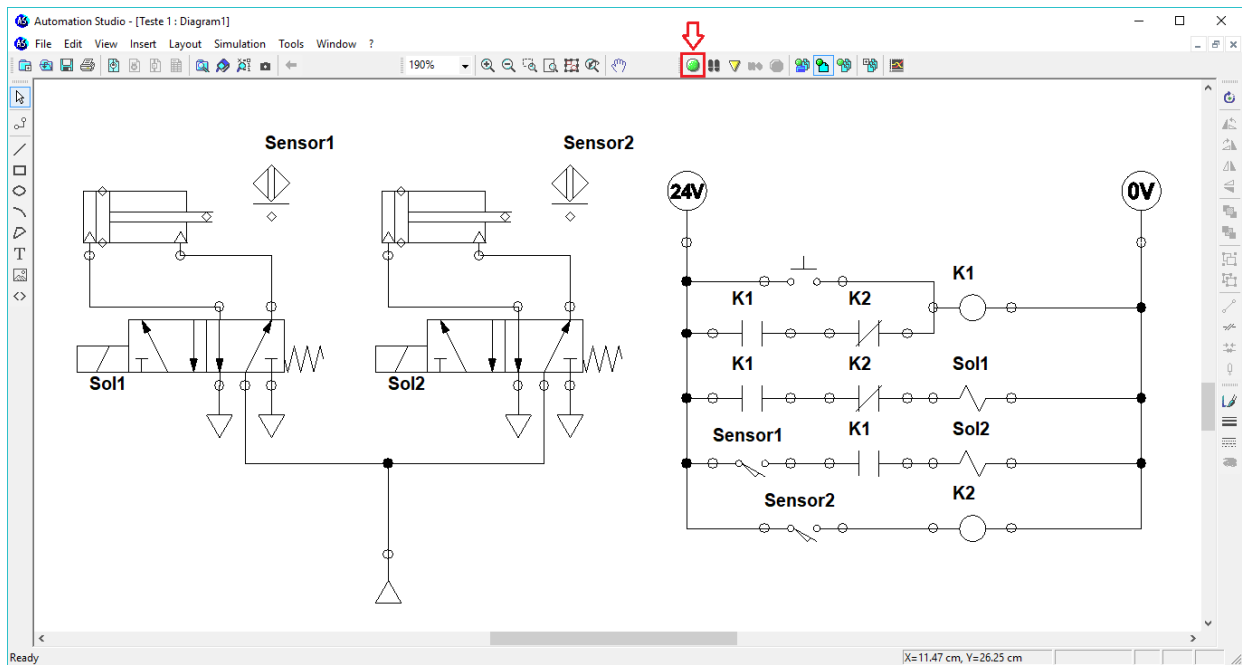 Automation Studio - [Teste 1 : Diagram1]
File Edit View Insert Layout Simulation Tools Window ?
190%
T
Sensor1
Sensor2
24V
0V
K1
K1
K2
K1
K2
Sol1
Sol1
Sol2
Sensor1
K1
Sol2
Sensor2
K2
Ready
X=11.47 cm, Y=26.25 cm